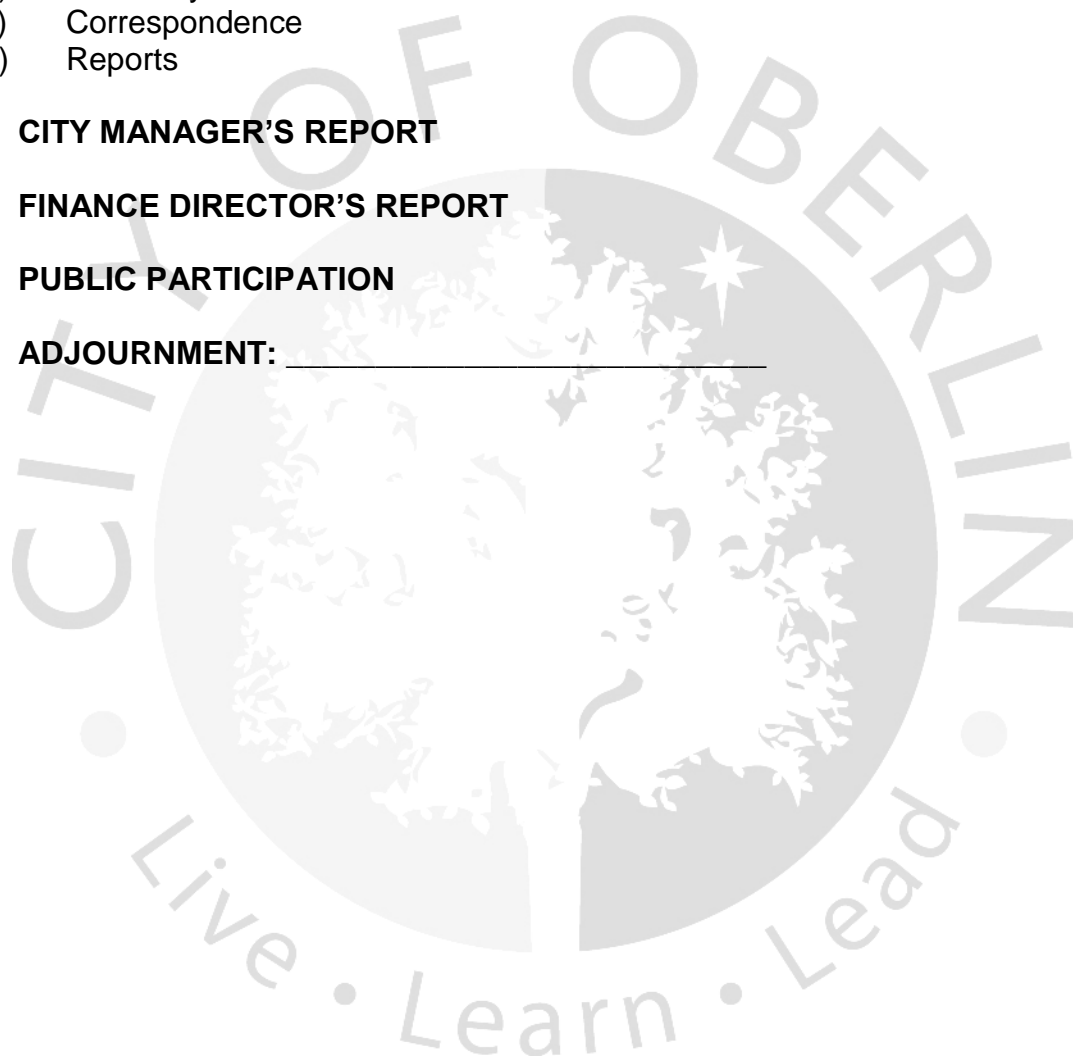 ) Correspondence
) Reports
CITY MANAGER’S REPORT
FINANCE DIRECTOR’S REPORT
PUBLIC PARTICIPATION
ADJOURNMENT: ___________________________
CITY OF OBERLIN
Live • Learn • Lead